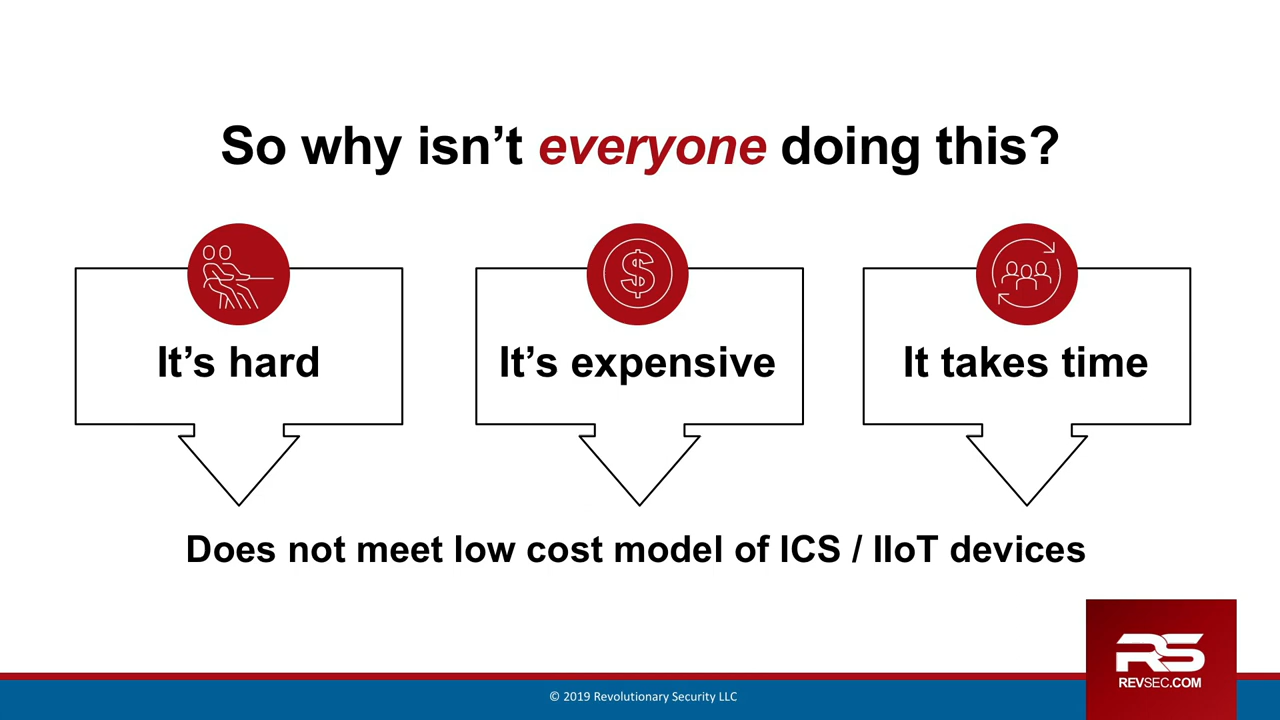 So why isn’t everyone doing this?
It’s hard
It’s expensive
It takes time
Does not meet low cost model of ICS / IIoT devices
RS
REVSEC.COM
© 2019 Revolutionary Security LLC